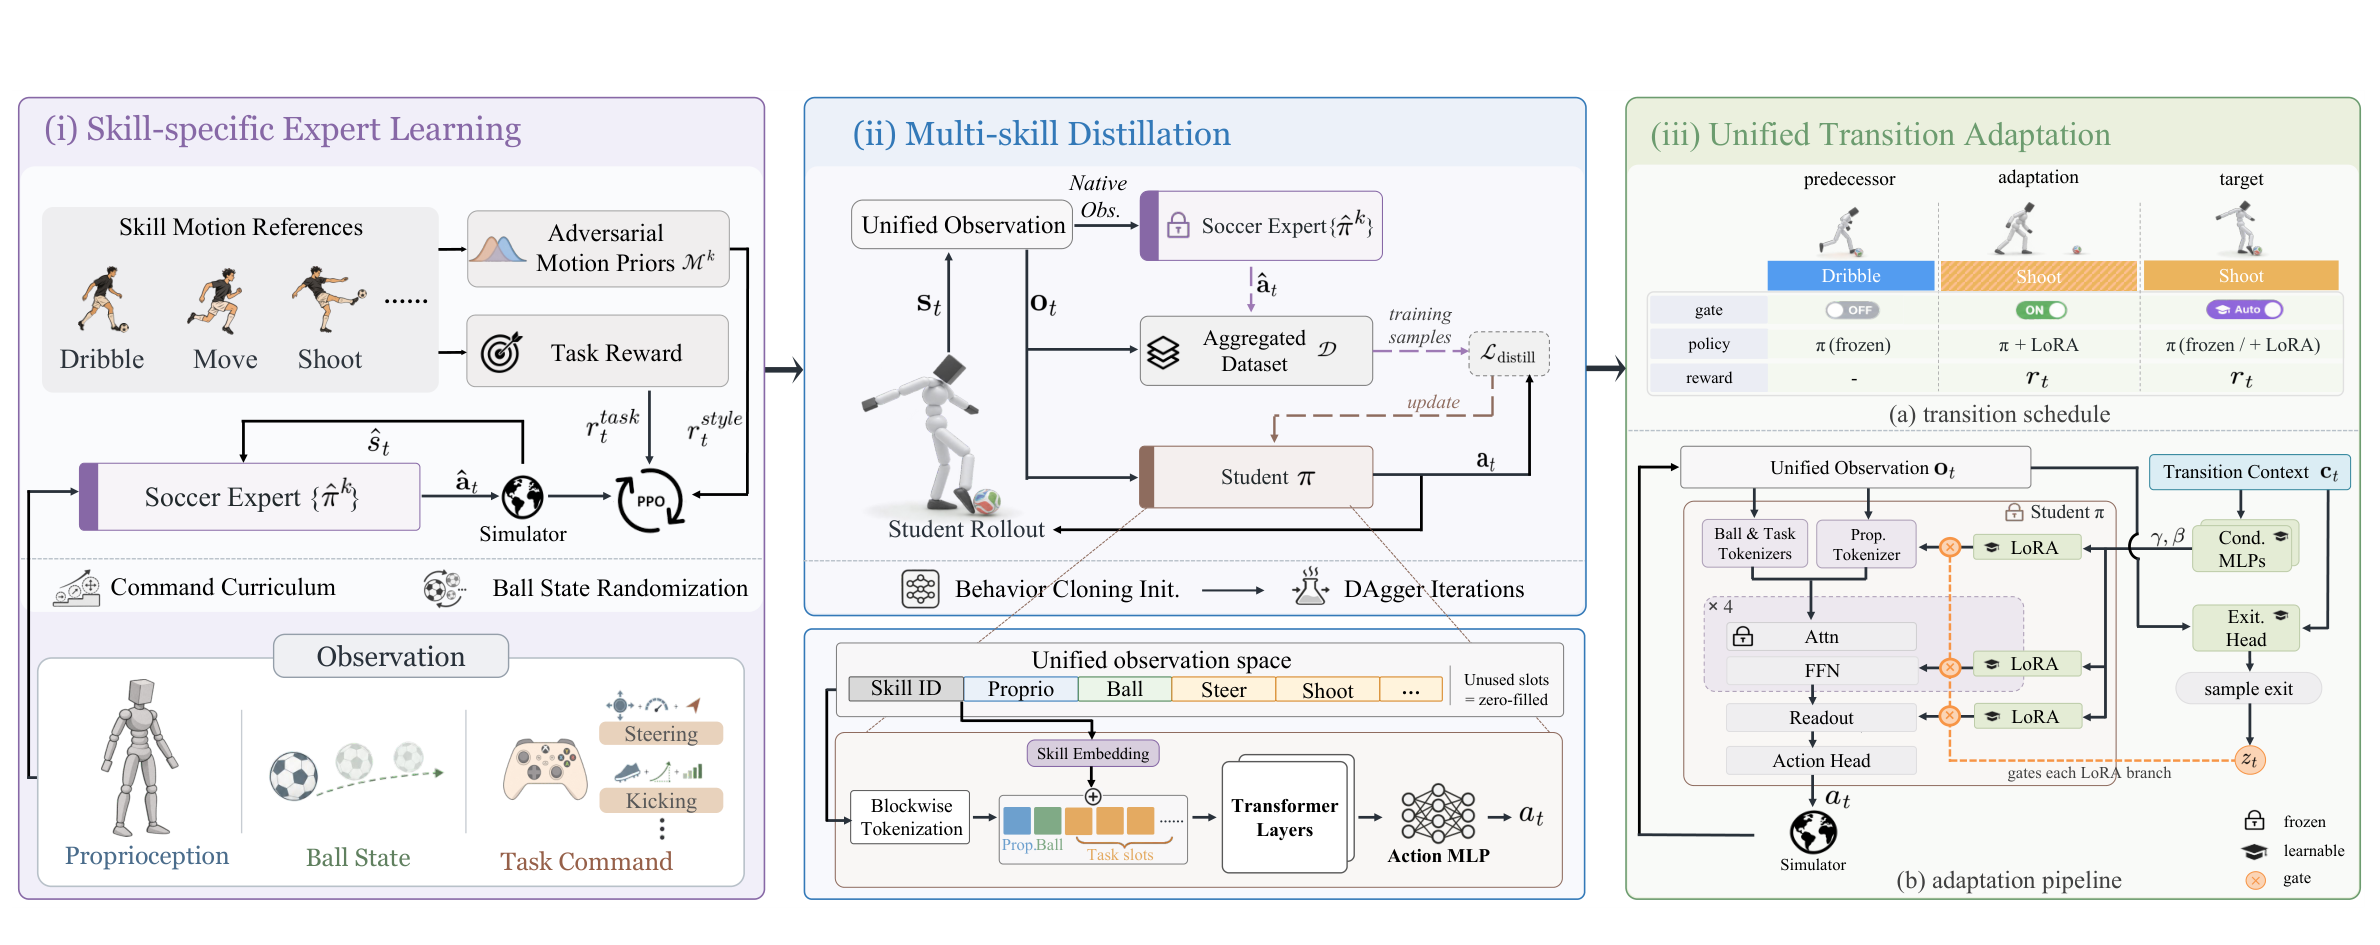 (i) Skill-specific Expert Learning
Skill Motion References
Dribble
Move
Shoot
......
Adversarial
Motion Priors ℳᵏ
Task Reward
r_t^{task}
r_t^{style}
ŝ_t
Soccer Expert {π̂ᵏ}
â_t
Simulator
PPO
Command Curriculum
Ball State Randomization
Observation
Proprioception
Ball State
Steering
Kicking
Task Command
(ii) Multi-skill Distillation
Unified Observation
Native
Obs.
Soccer Expert{π̂ᵏ}
â_t
s_t
o_t
Aggregated
Dataset 𝒟
training
samples
ℒ_distill
update
Student π
a_t
Student Rollout
Behavior Cloning Init.
DAgger Iterations
Unified observation space
Skill ID
Proprio
Ball
Steer
Shoot
...
Unused slots
= zero-filled
Skill Embedding
Blockwise
Tokenization
Prop.
Ball
Task slots
......
Transformer
Layers
Action MLP
a_t
(iii) Unified Transition Adaptation
predecessor
adaptation
target
Dribble
Shoot
Shoot
gate
OFF
ON
Auto
policy
π (frozen)
π + LoRA
π (frozen / + LoRA)
reward
-
r_t
r_t
(a) transition schedule
Unified Observation o_t
Transition Context c_t
Student π
Ball & Task
Tokenizers
Prop.
Tokenizer
LoRA
γ, β
Cond.
MLPs
× 4
Attn
FFN
LoRA
Exit.
Head
Readout
LoRA
sample exit
Action Head
z_t
gates each LoRA branch
a_t
Simulator
frozen
learnable
gate
(b) adaptation pipeline